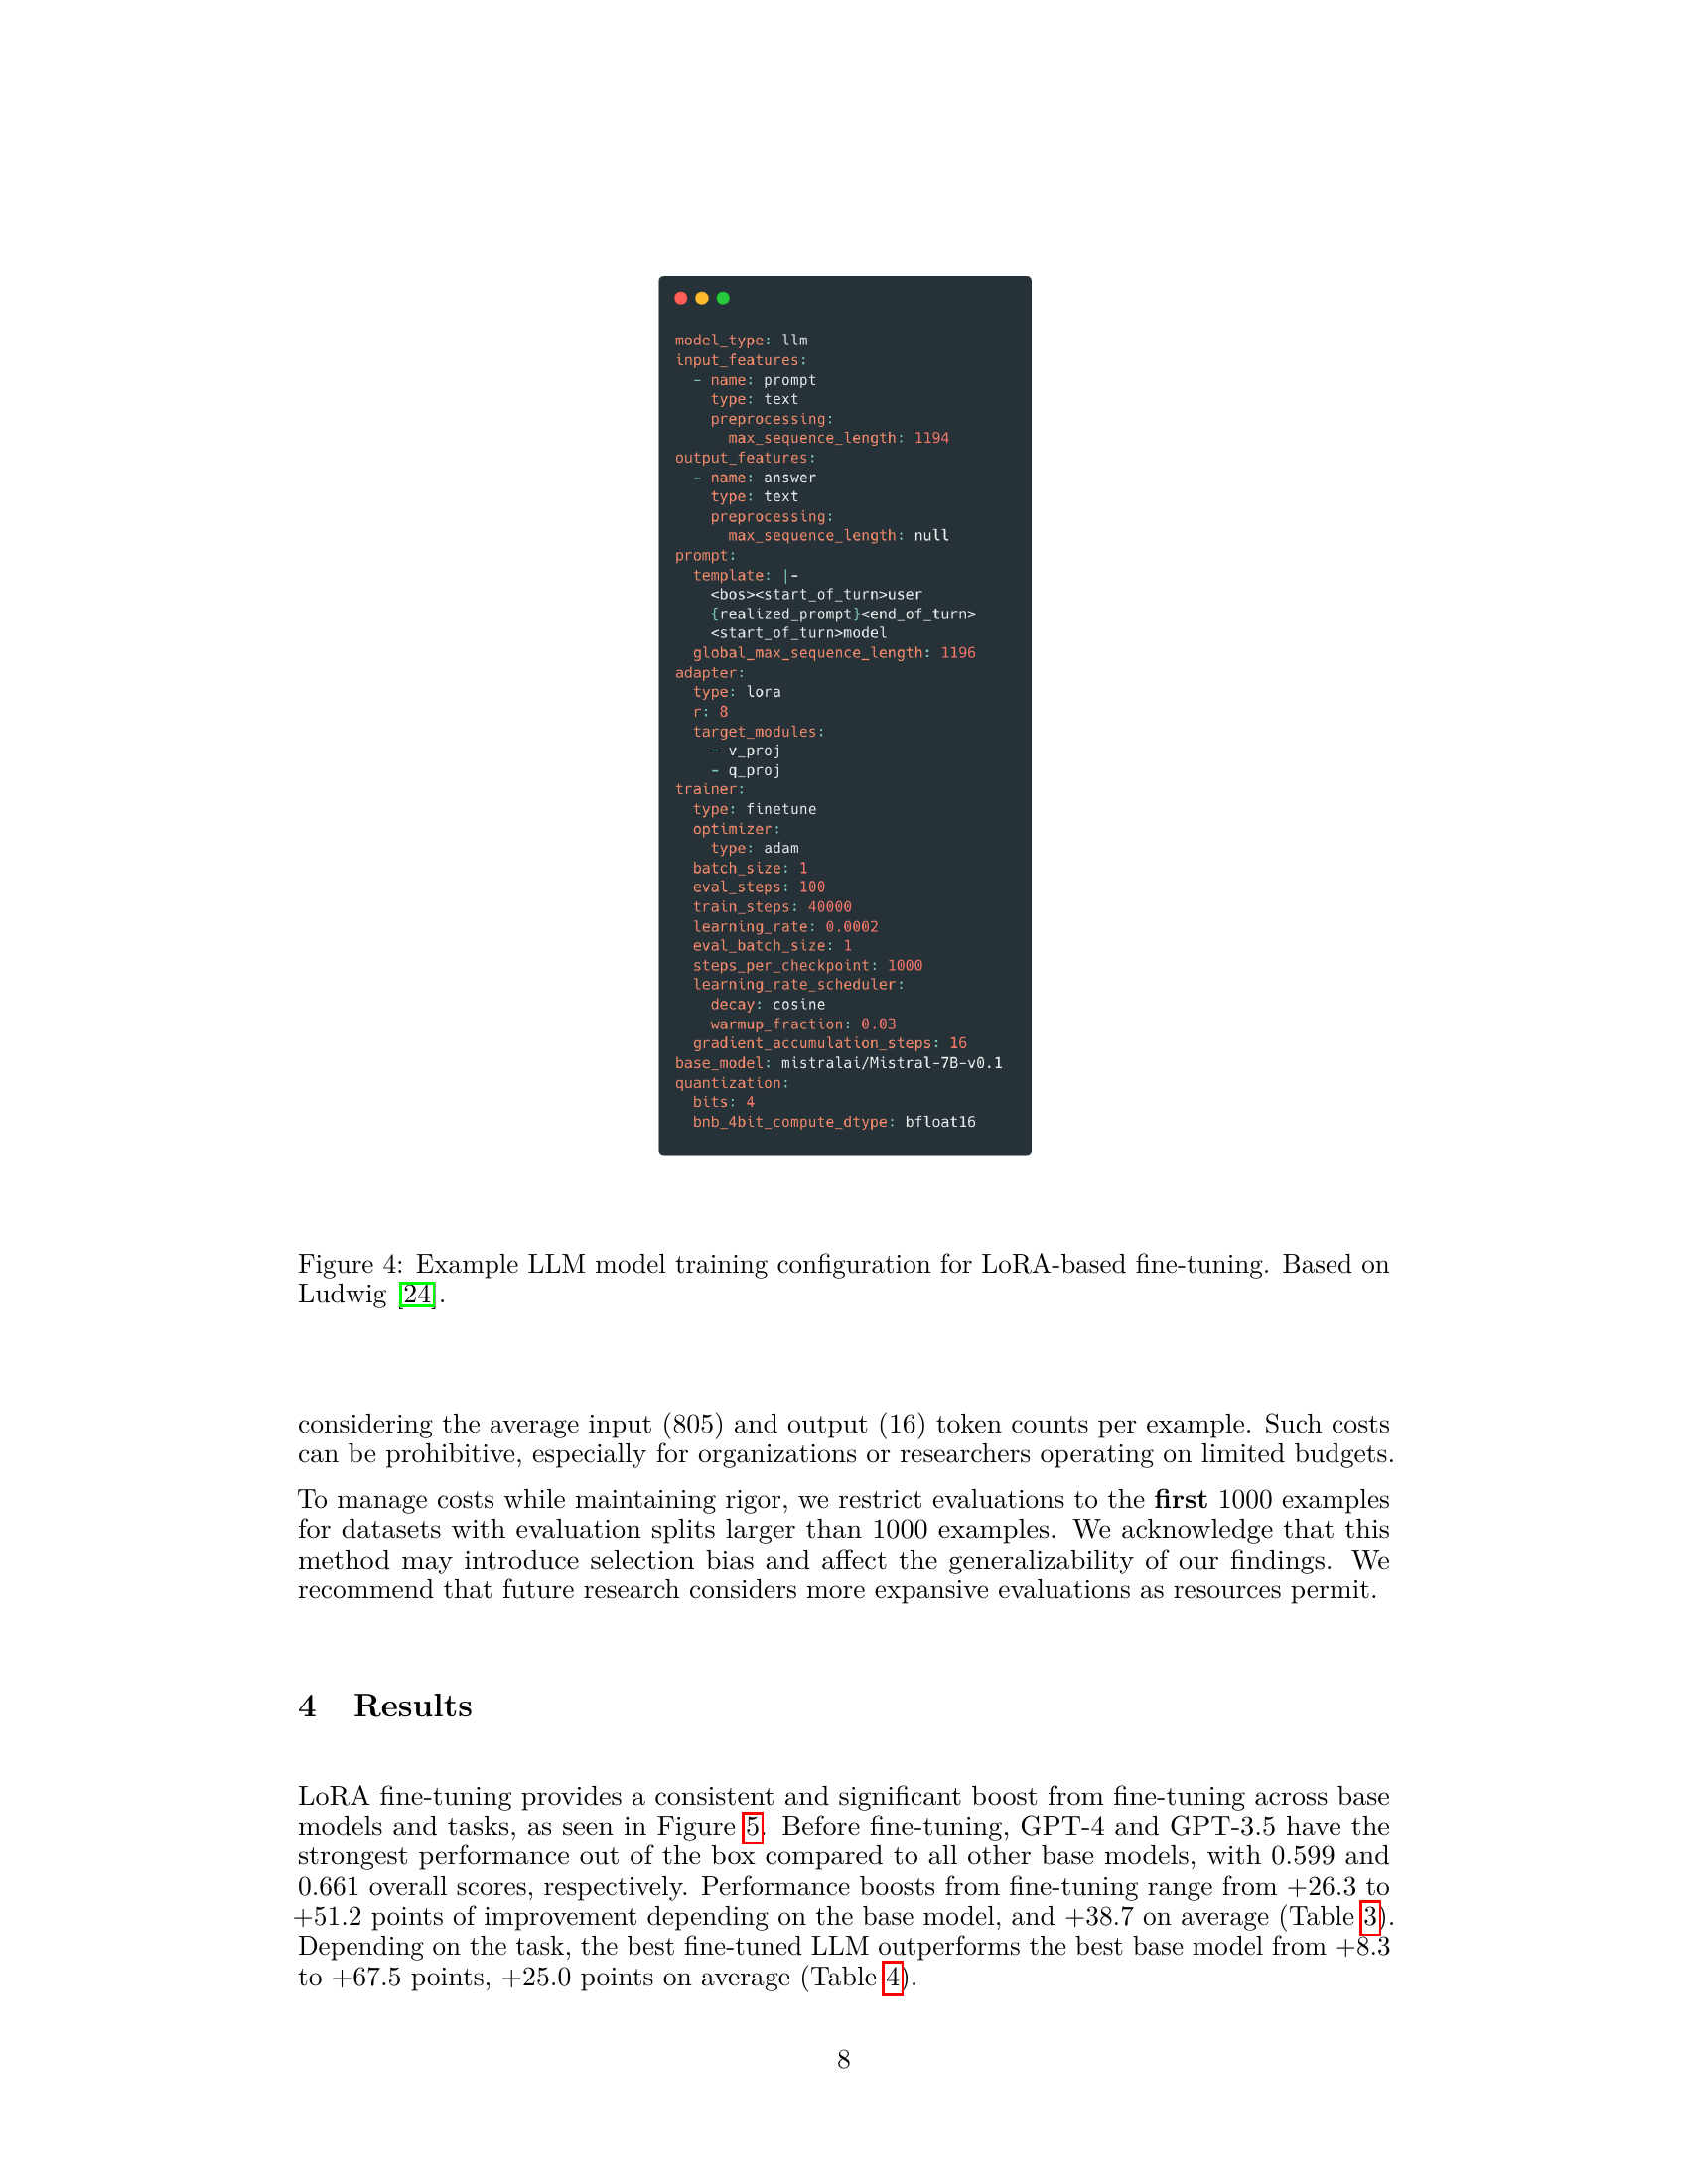 model_type: llm
input_features:
  - name: prompt
    type: text
    preprocessing:
      max_sequence_length: 1194
output_features:
  - name: answer
    type: text
    preprocessing:
      max_sequence_length: null
prompt:
  template: |-
    <bos><start_of_turn>user
    {realized_prompt}<end_of_turn>
    <start_of_turn>model
  global_max_sequence_length: 1196
adapter:
  type: lora
  r: 8
  target_modules:
    - v_proj
    - q_proj
trainer:
  type: finetune
  optimizer:
    type: adam
  batch_size: 1
  eval_steps: 100
  train_steps: 40000
  learning_rate: 0.0002
  eval_batch_size: 1
  steps_per_checkpoint: 1000
  learning_rate_scheduler:
    decay: cosine
    warmup_fraction: 0.03
  gradient_accumulation_steps: 16
base_model: mistralai/Mistral-7B-v0.1
quantization:
  bits: 4
  bnb_4bit_compute_dtype: bfloat16
Figure 4: Example LLM model training configuration for LoRA-based fine-tuning. Based on
Ludwig [24].
considering the average input (805) and output (16) token counts per example. Such costs
can be prohibitive, especially for organizations or researchers operating on limited budgets.
To manage costs while maintaining rigor, we restrict evaluations to the first 1000 examples
for datasets with evaluation splits larger than 1000 examples. We acknowledge that this
method may introduce selection bias and affect the generalizability of our findings. We
recommend that future research considers more expansive evaluations as resources permit.
4 Results
LoRA fine-tuning provides a consistent and significant boost from fine-tuning across base
models and tasks, as seen in Figure 5. Before fine-tuning, GPT-4 and GPT-3.5 have the
strongest performance out of the box compared to all other base models, with 0.599 and
0.661 overall scores, respectively. Performance boosts from fine-tuning range from +26.3 to
+51.2 points of improvement depending on the base model, and +38.7 on average (Table 3).
Depending on the task, the best fine-tuned LLM outperforms the best base model from +8.3
to +67.5 points, +25.0 points on average (Table 4).
8